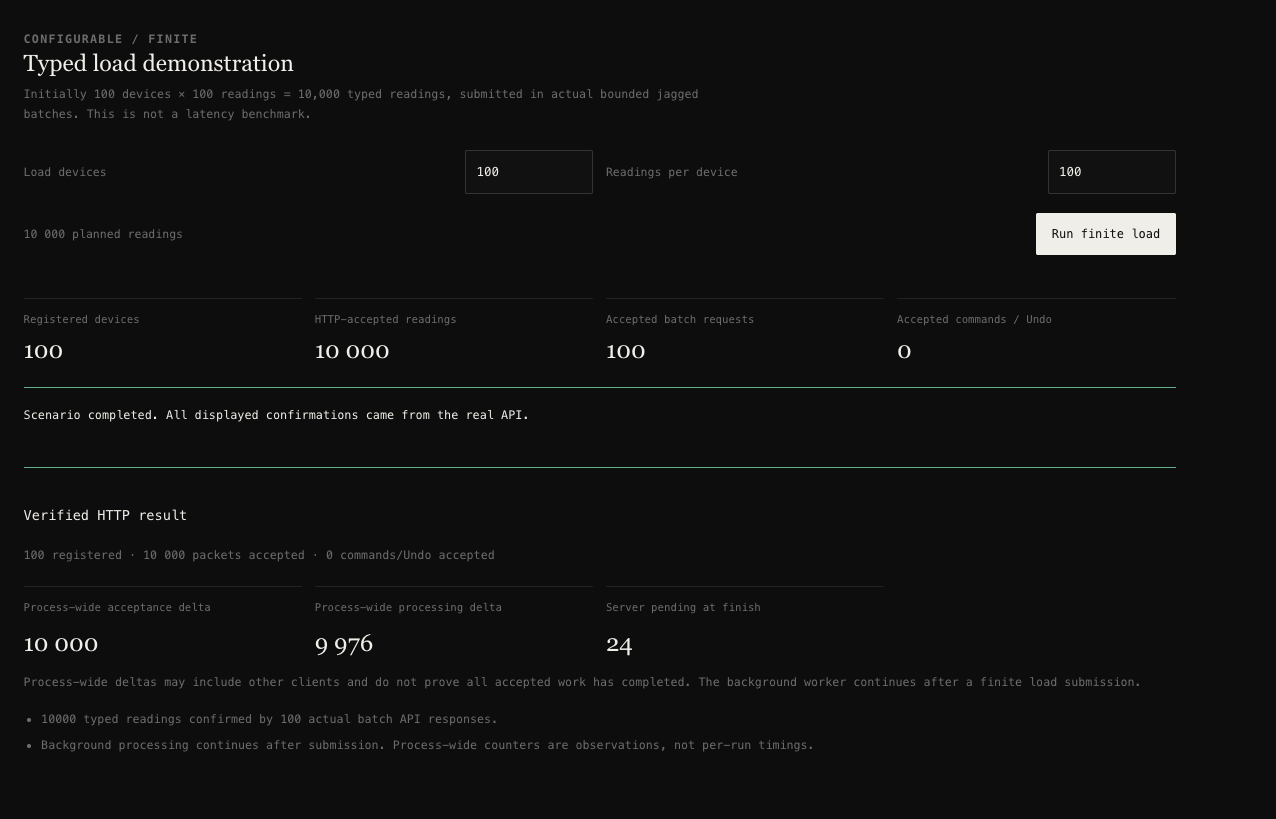 CONFIGURABLE / FINITE
Typed load demonstration
Initially 100 devices × 100 readings = 10,000 typed readings, submitted in actual bounded jagged
batches. This is not a latency benchmark.
Load devices
100
Readings per device
100
10 000 planned readings
Run finite load
Registered devices
100
HTTP-accepted readings
10 000
Accepted batch requests
100
Accepted commands / Undo
0
Scenario completed. All displayed confirmations came from the real API.
Verified HTTP result
100 registered · 10 000 packets accepted · 0 commands/Undo accepted
Process-wide acceptance delta
10 000
Process-wide processing delta
9 976
Server pending at finish
24
Process-wide deltas may include other clients and do not prove all accepted work has completed. The background worker continues after a finite load submission.
• 10000 typed readings confirmed by 100 actual batch API responses.
• Background processing continues after submission. Process-wide counters are observations, not per-run timings.